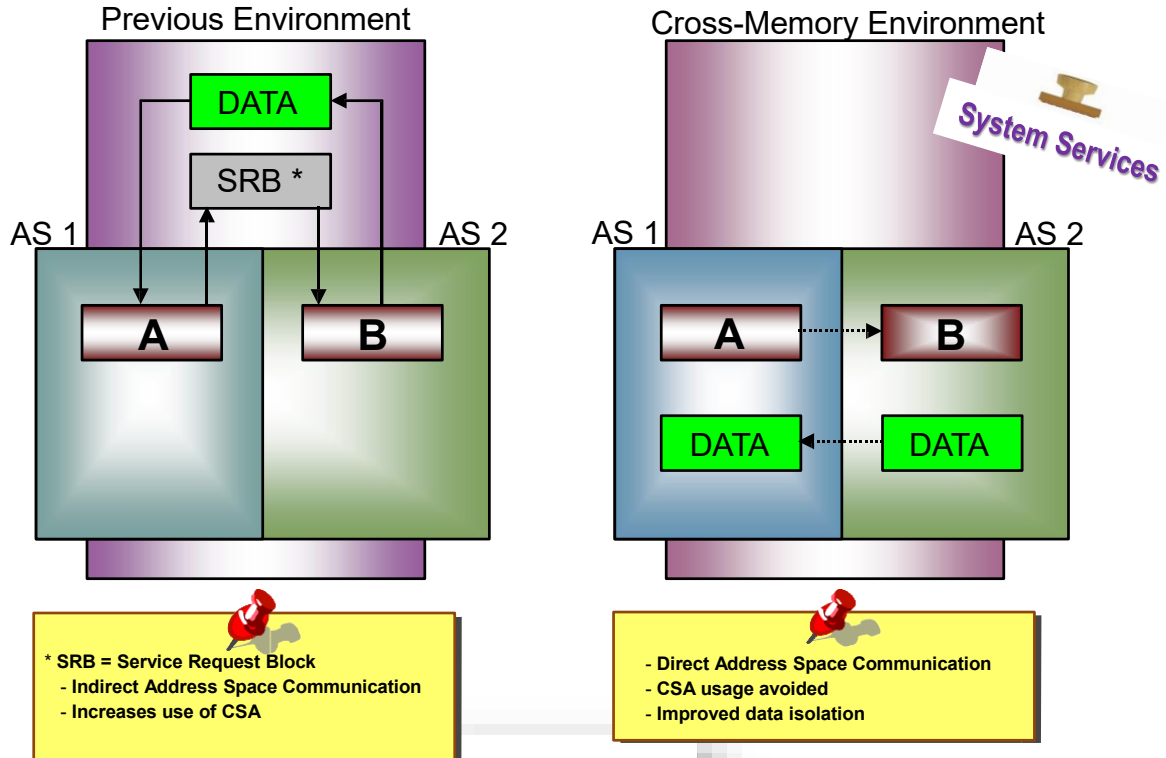 Previous Environment
DATA
SRB *
AS 1
AS 2
A
B
* SRB = Service Request Block
- Indirect Address Space Communication
- Increases use of CSA
Cross-Memory Environment
System Services
AS 1
AS 2
A
B
DATA
DATA
- Direct Address Space Communication
- CSA usage avoided
- Improved data isolation